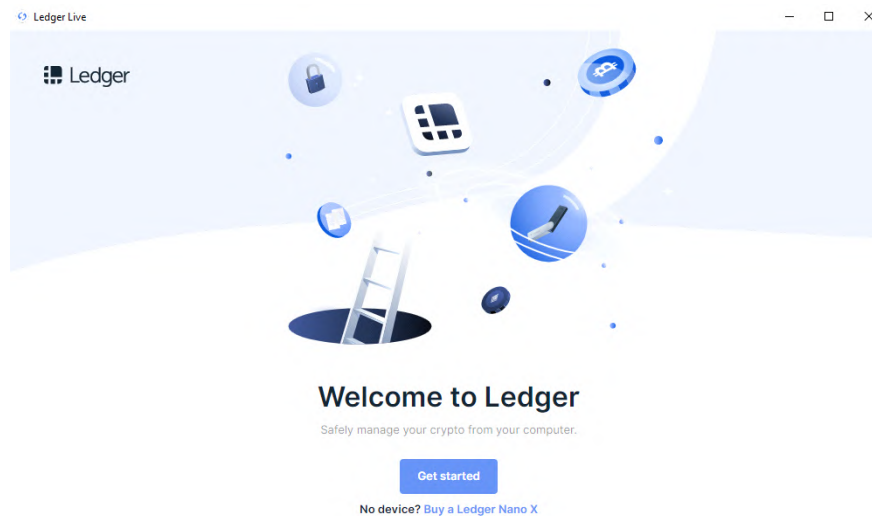 Ledger Live
Ledger
Welcome to Ledger
Safely manage your crypto from your computer.
Get started
No device? Buy a Ledger Nano X